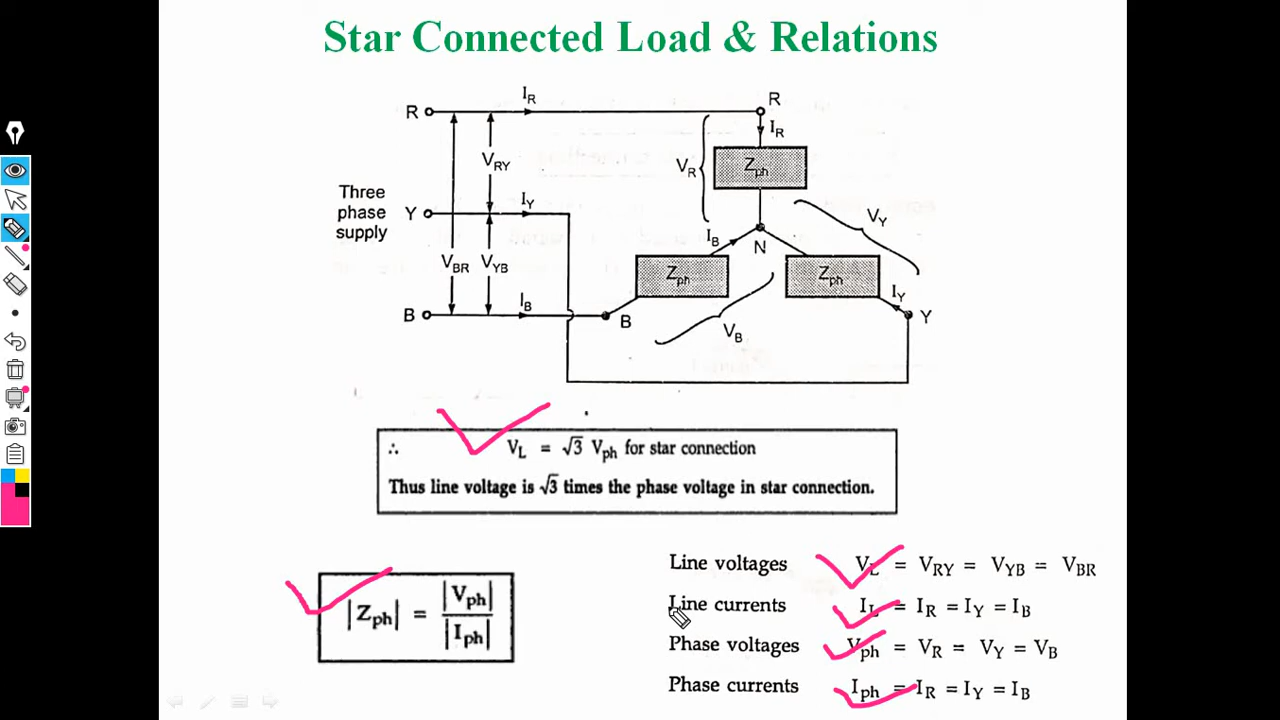 Star Connected Load & Relations
R
I_R
R
I_R
V_R
Z_ph
V_RY
Three
phase
supply
Y
I_Y
V_Y
I_B
N
V_BR
V_YB
Z_ph
Z_ph
I_Y
B
I_B
B
V_B
Y
∴ V_L = √3 V_ph for star connection
Thus line voltage is √3 times the phase voltage in star connection.
|Z_ph| = |V_ph| / |I_ph|
Line voltages V_L = V_RY = V_YB = V_BR
Line currents I_L = I_R = I_Y = I_B
Phase voltages V_ph = V_R = V_Y = V_B
Phase currents I_ph = I_R = I_Y = I_B